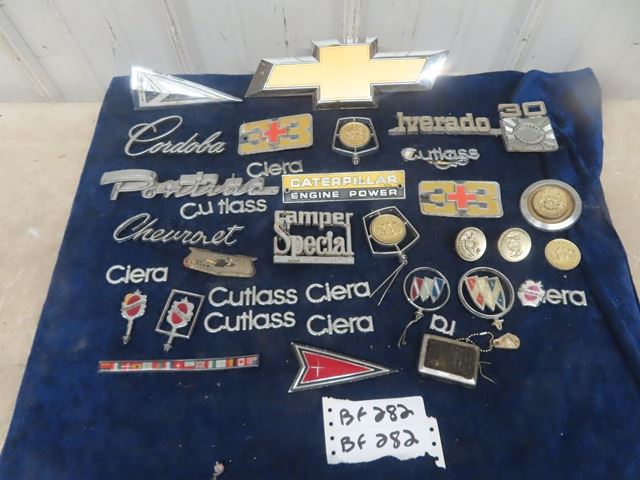 Cordoba
3+3
lverado 30
Ciera
Cutlass
Pontiac
CATERPILLAR
ENGINE POWER
3+3
Cutlass
Chevrolet
Camper
Special
Ciera
Cutlass Ciera
Cutlass Ciera
iera
BF 282
BF 282